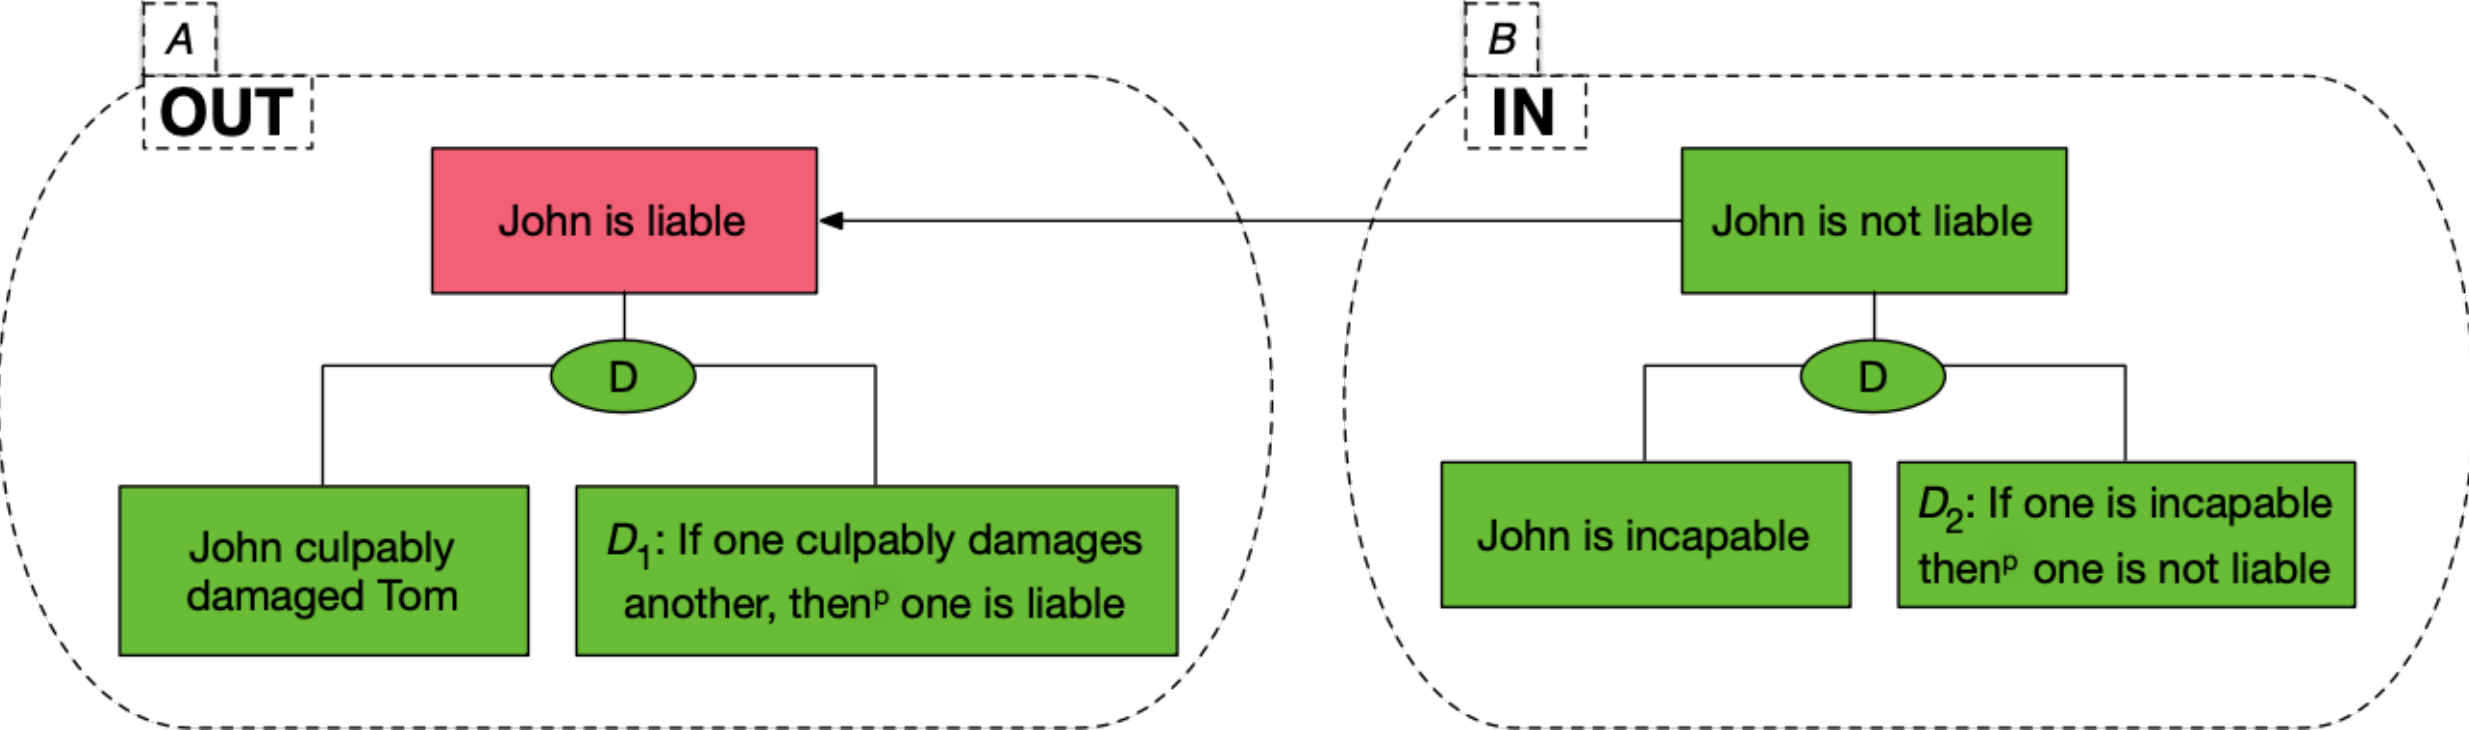 A
OUT
John is liable
D
John culpably
damaged Tom
D₁: If one culpably damages
another, thenᵖ one is liable
B
IN
John is not liable
D
John is incapable
D₂: If one is incapable
thenᵖ one is not liable